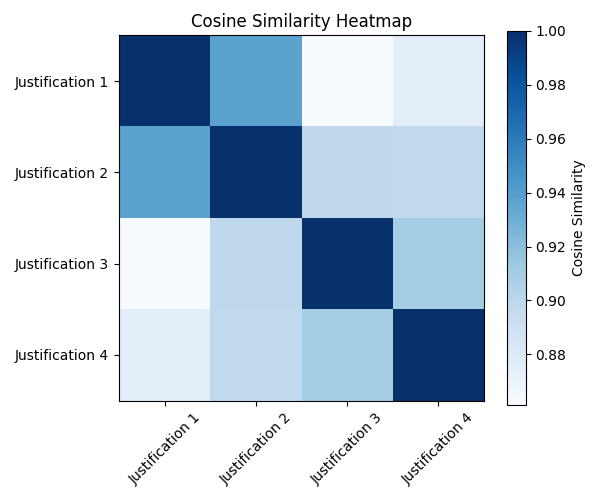 Cosine Similarity Heatmap
Justification 1
Justification 2
Justification 3
Justification 4
Justification 1
Justification 2
Justification 3
Justification 4
1.00
0.98
0.96
0.94
0.92
0.90
0.88
Cosine Similarity